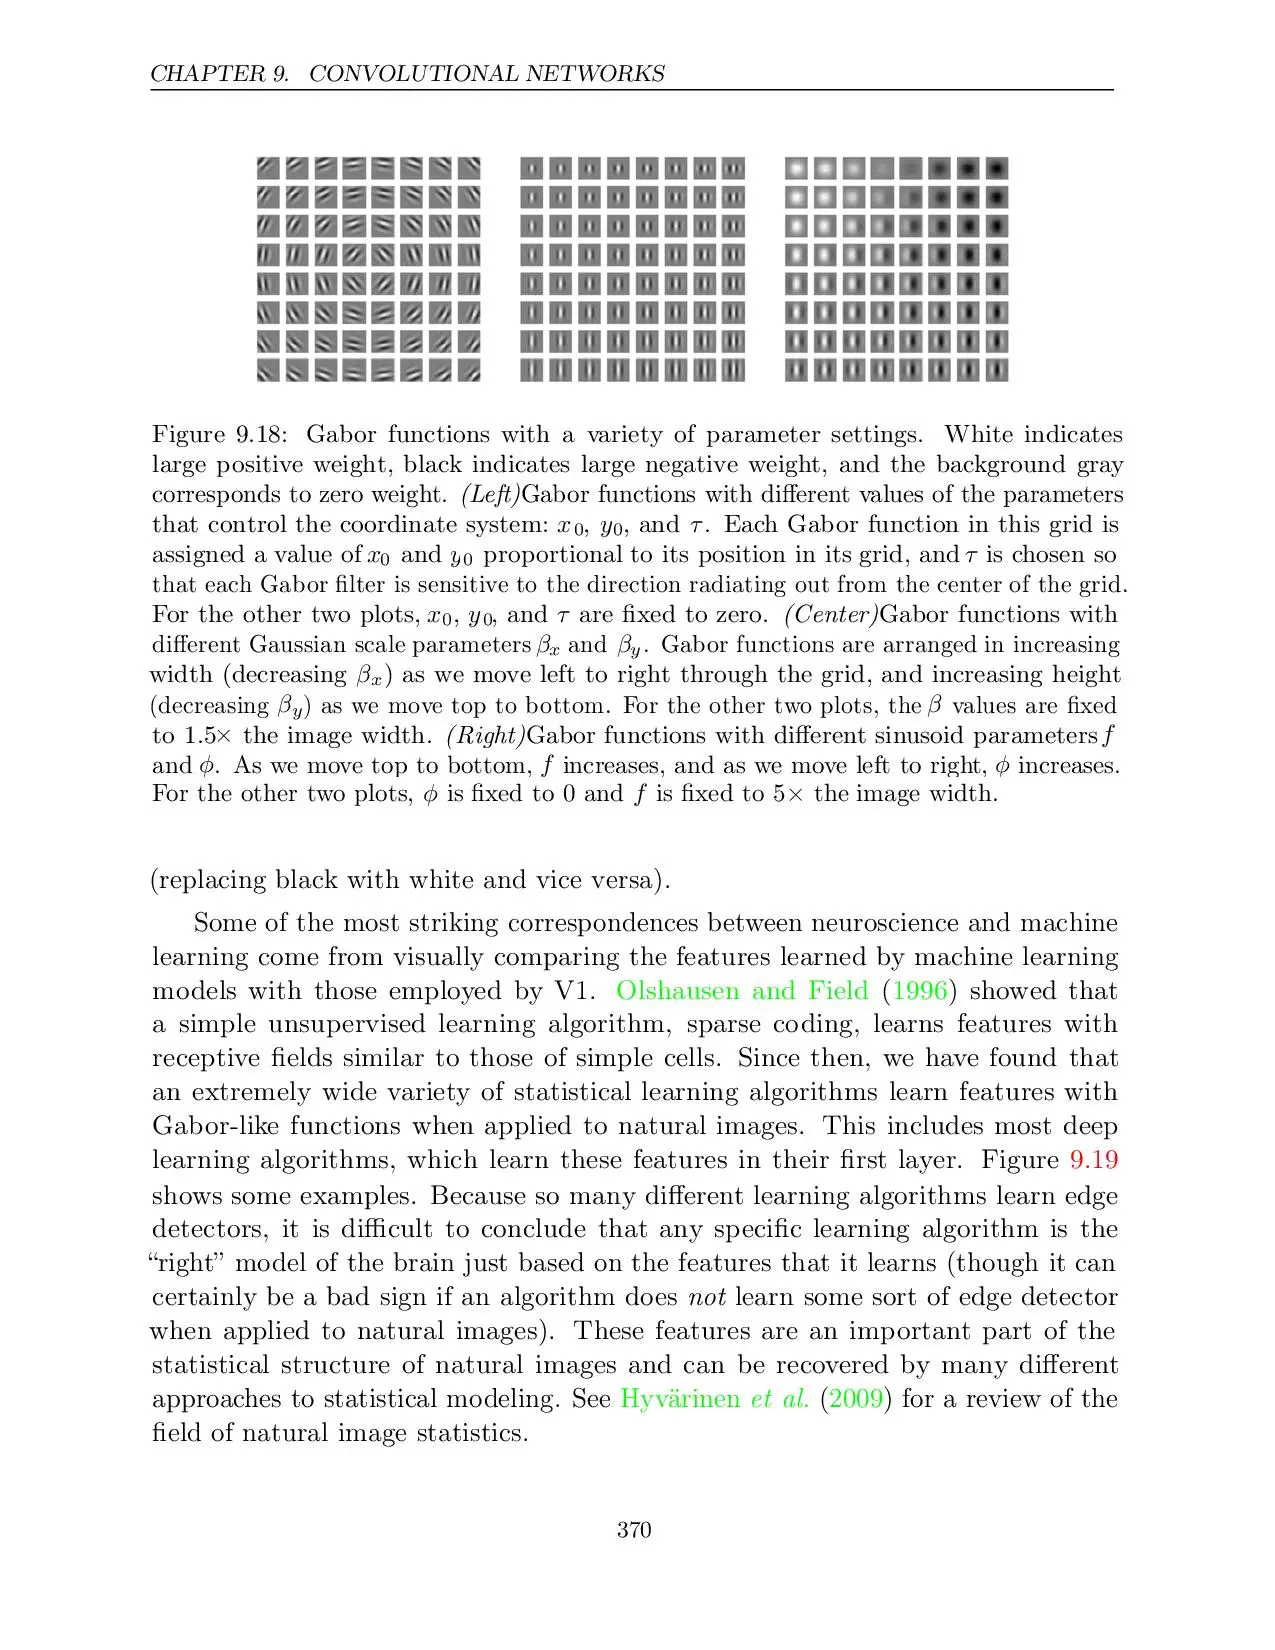 CHAPTER 9. CONVOLUTIONAL NETWORKS
Figure 9.18: Gabor functions with a variety of parameter settings. White indicates
large positive weight, black indicates large negative weight, and the background gray
corresponds to zero weight. (Left)Gabor functions with different values of the parameters
that control the coordinate system: x0, y0, and τ. Each Gabor function in this grid is
assigned a value of x0 and y0 proportional to its position in its grid, and τ is chosen so
that each Gabor filter is sensitive to the direction radiating out from the center of the grid.
For the other two plots, x0, y0, and τ are fixed to zero. (Center)Gabor functions with
different Gaussian scale parameters βx and βy. Gabor functions are arranged in increasing
width (decreasing βx) as we move left to right through the grid, and increasing height
(decreasing βy) as we move top to bottom. For the other two plots, the β values are fixed
to 1.5× the image width. (Right)Gabor functions with different sinusoid parameters f
and ϕ. As we move top to bottom, f increases, and as we move left to right, ϕ increases.
For the other two plots, ϕ is fixed to 0 and f is fixed to 5× the image width.
(replacing black with white and vice versa).
Some of the most striking correspondences between neuroscience and machine
learning come from visually comparing the features learned by machine learning
models with those employed by V1. Olshausen and Field (1996) showed that
a simple unsupervised learning algorithm, sparse coding, learns features with
receptive fields similar to those of simple cells. Since then, we have found that
an extremely wide variety of statistical learning algorithms learn features with
Gabor-like functions when applied to natural images. This includes most deep
learning algorithms, which learn these features in their first layer. Figure 9.19
shows some examples. Because so many different learning algorithms learn edge
detectors, it is difficult to conclude that any specific learning algorithm is the
“right” model of the brain just based on the features that it learns (though it can
certainly be a bad sign if an algorithm does not learn some sort of edge detector
when applied to natural images). These features are an important part of the
statistical structure of natural images and can be recovered by many different
approaches to statistical modeling. See Hyvärinen et al. (2009) for a review of the
field of natural image statistics.
370